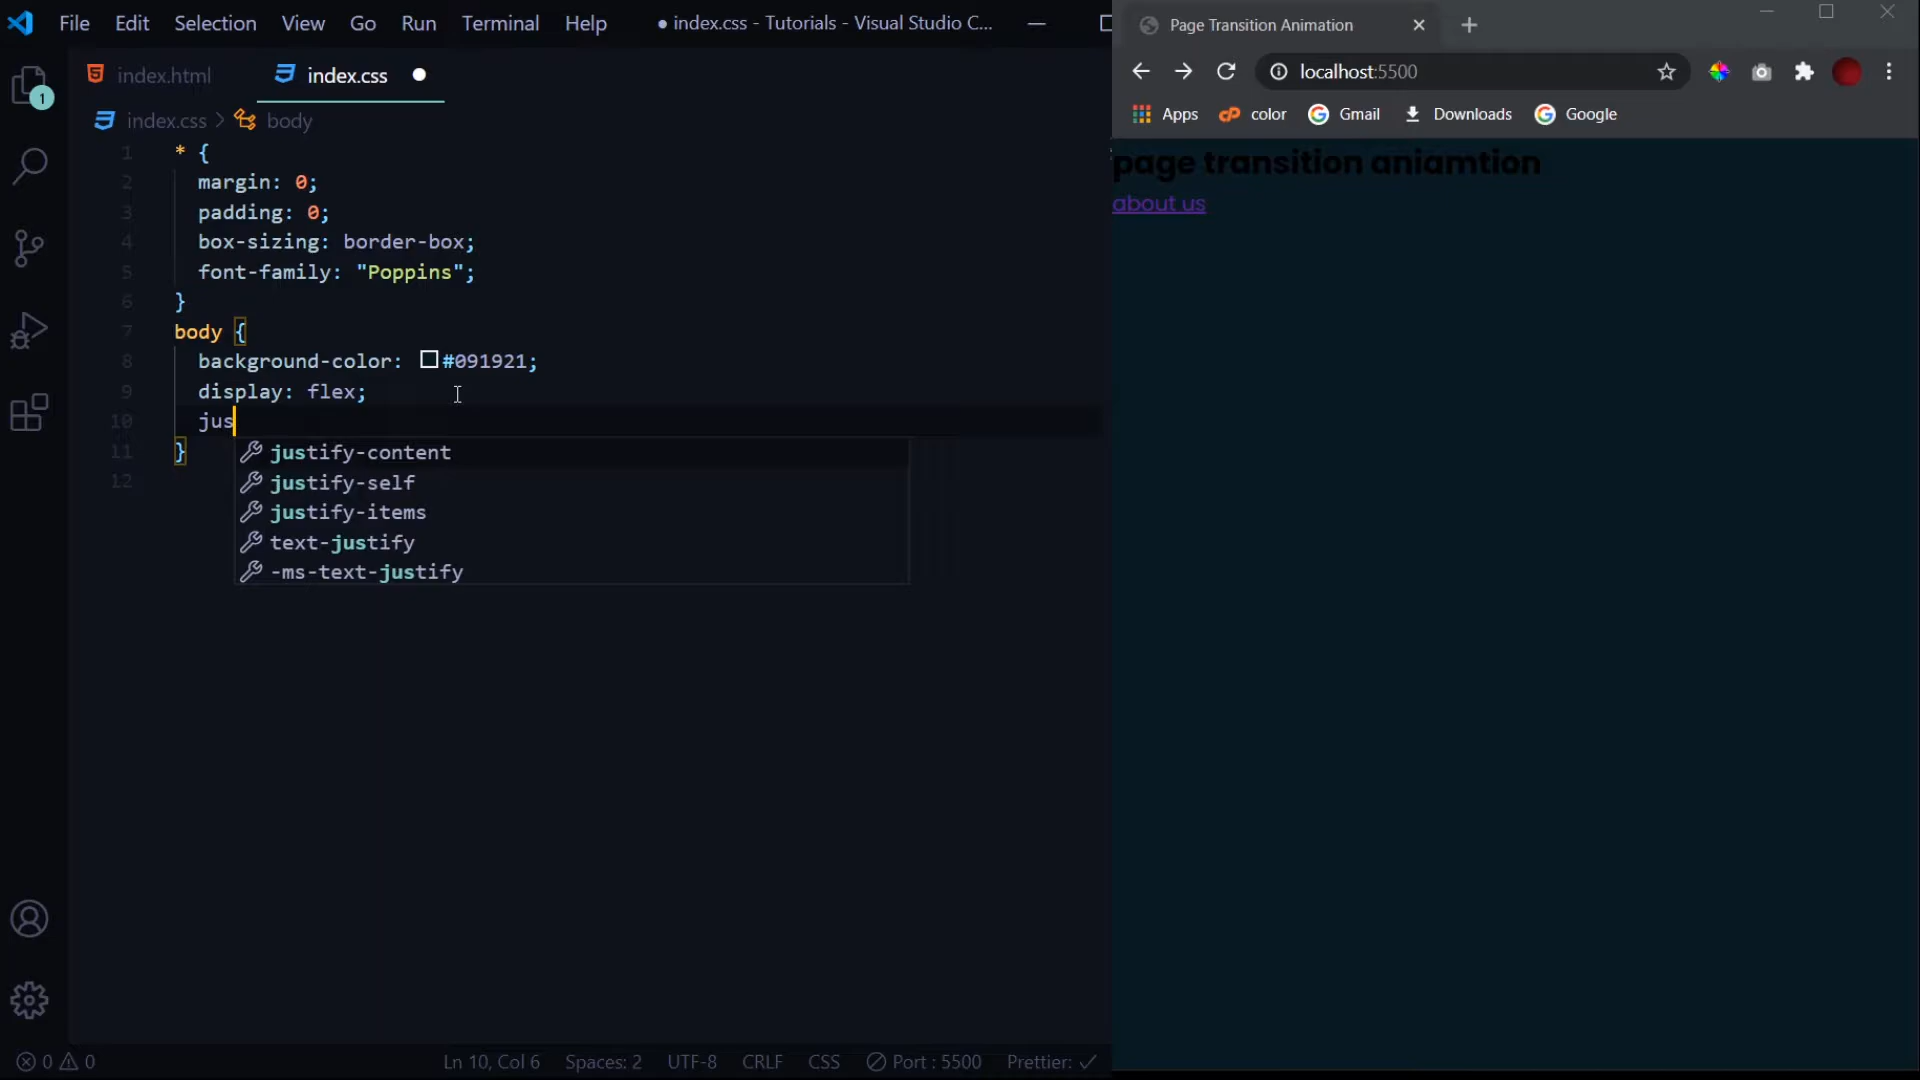 File Edit Selection View Go Run Terminal Help ● index.css - Tutorials - Visual Studio C...
index.html index.css
index.css > body
1 * {
2 margin: 0;
3 padding: 0;
4 box-sizing: border-box;
5 font-family: "Poppins";
6 }
7 body {
8 background-color: #091921;
9 display: flex;
10 jus
11 }
12
justify-content
justify-self
justify-items
text-justify
-ms-text-justify
1
0 0 Ln 10, Col 6 Spaces: 2 UTF-8 CRLF CSS Port : 5500 Prettier: ✓
Page Transition Animation
localhost:5500
Apps color Gmail Downloads Google
page transition aniamtion
about us